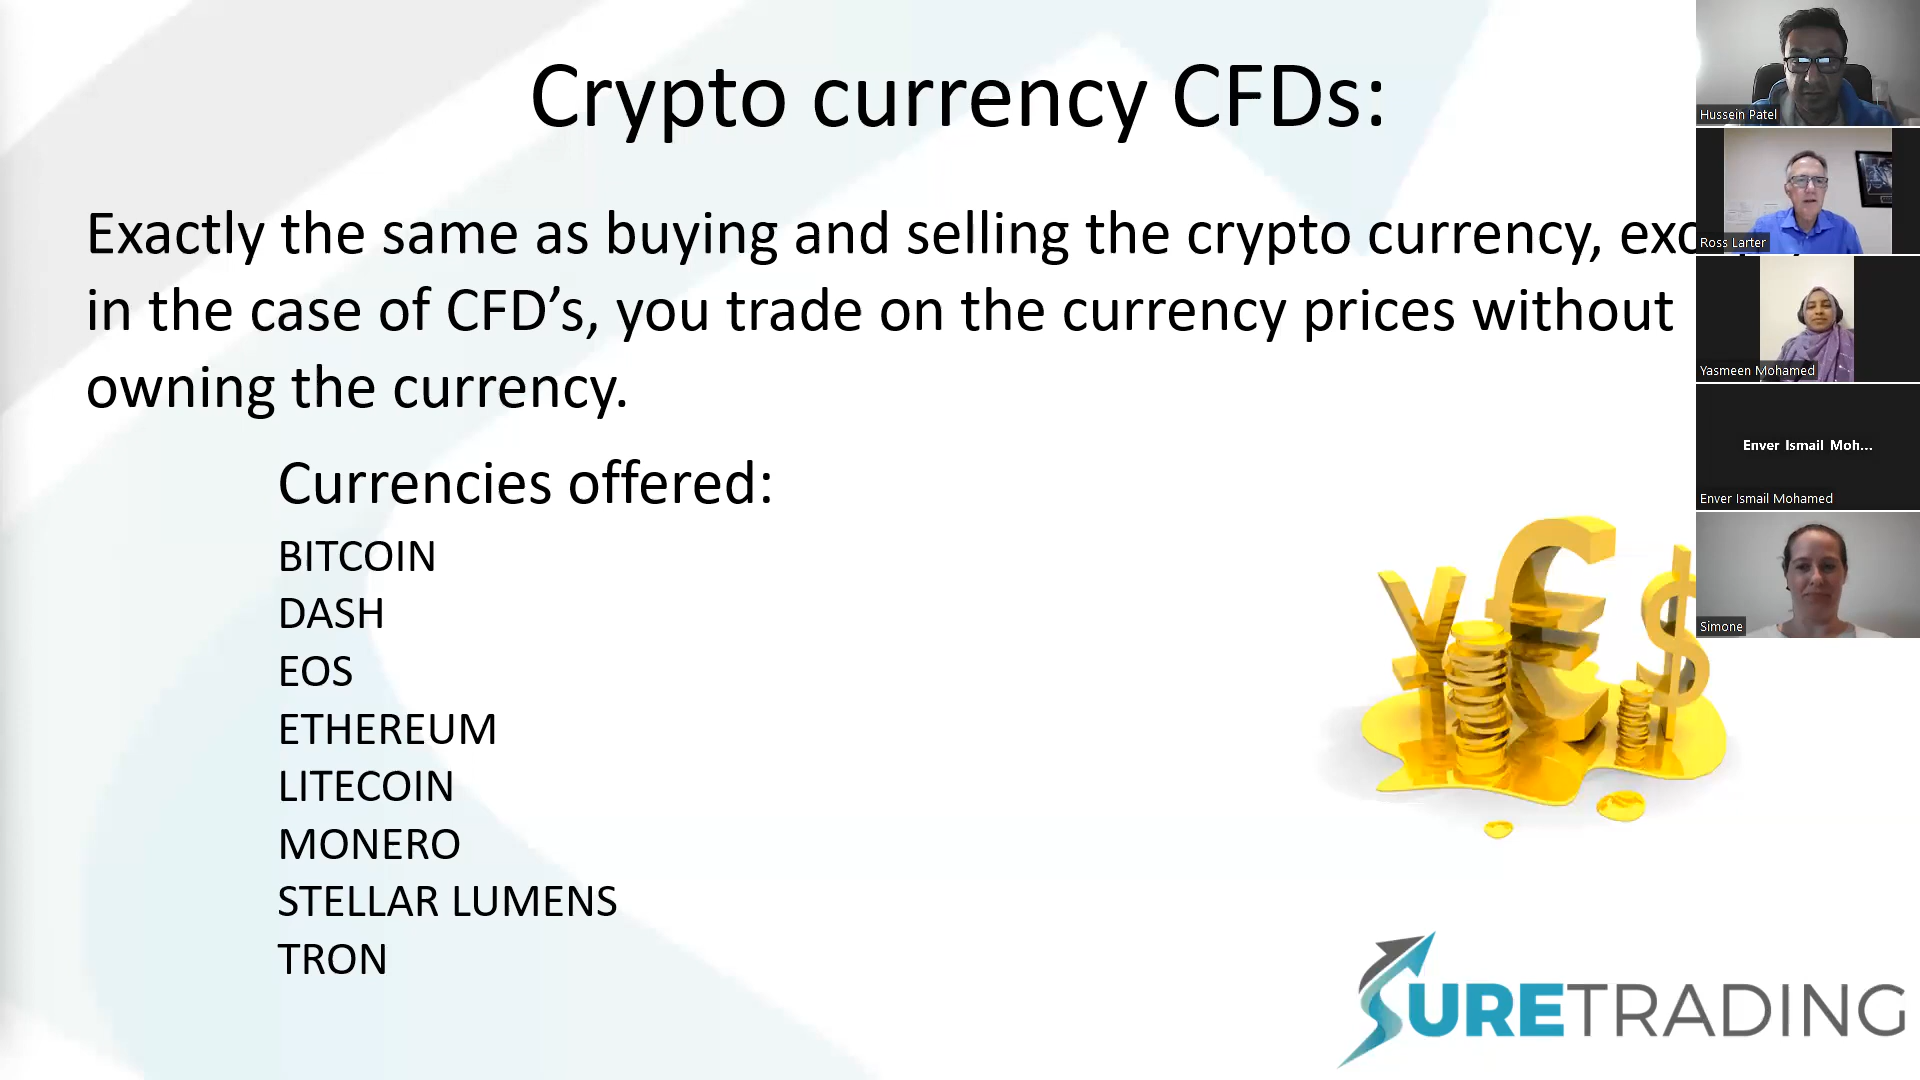 Crypto currency CFDs:
Exactly the same as buying and selling the crypto currency,
in the case of CFD’s, you trade on the currency prices without
owning the currency.
Currencies offered:
BITCOIN
DASH
EOS
ETHEREUM
LITECOIN
MONERO
STELLAR LUMENS
TRON
SURETRADING
Hussein Patel
Ross Larter
Yasmeen Mohamed
Enver Ismail Moh...
Enver Ismail Mohamed
Simone